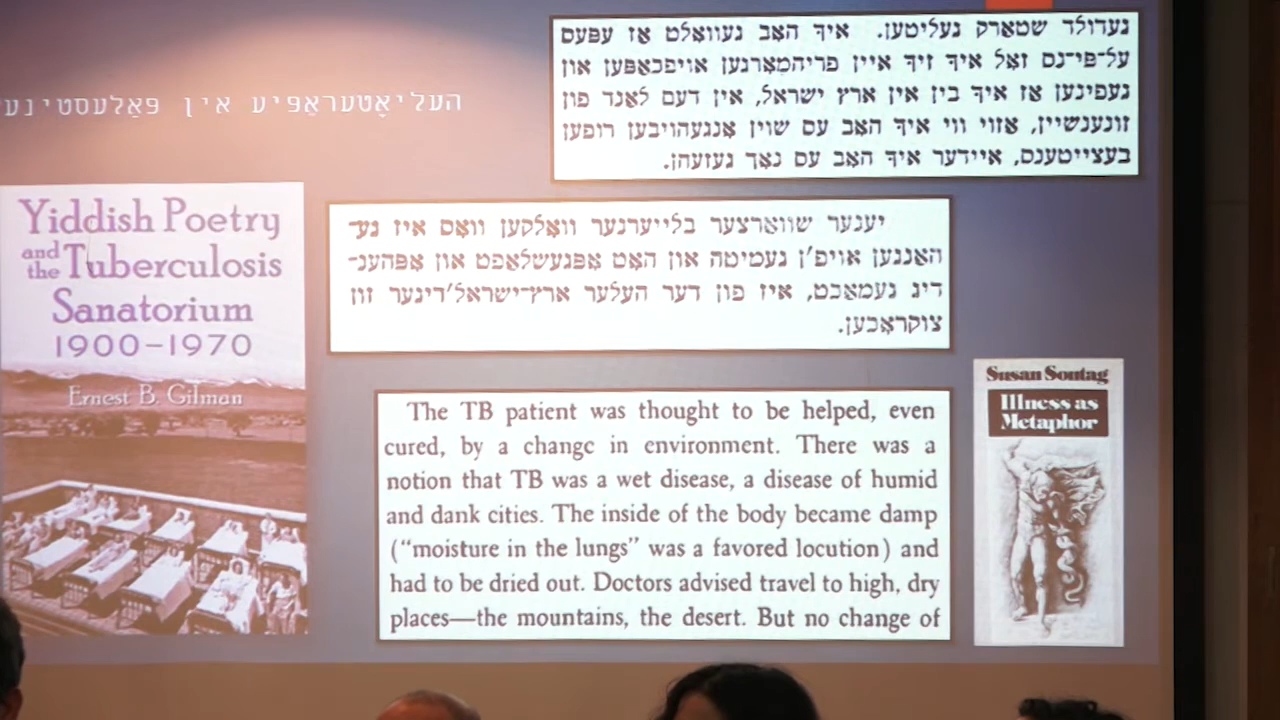 העליאָטעראַפּיע אין פּאַלעסטינע
געדולד שטאַרק געליטען. איך האָב געוואָלט אַז עפּעס
על־פּי־נס זאָל איך זיך איין פריהמאָרגען אויפכאַפּען און
געפינען אַז איך בין אין ארץ ישראל, אין דעם לאַנד פון
זונענשיין, אַזוי ווי איך האָב עס שוין אָנגעהויבען רופען
בעצייטענס, איידער איך האָב עס נאָך געזעהן.
יענער שוואַרצער בלייערנער וואָלקען וואָס איז גע־
האַנגען אויפ'ן געמיטה און האָט אָפּגעשלאַפט און אָפּהענ־
דיג געמאַכט, איז פון דער העלער ארץ־ישראל'דיגער זון
צוקראָכען.
Yiddish Poetry
and the Tuberculosis
Sanatorium
1900–1970
Ernest B. Gilman
The TB patient was thought to be helped, even
cured, by a change in environment. There was a
notion that TB was a wet disease, a disease of humid
and dank cities. The inside of the body became damp
(“moisture in the lungs” was a favored locution) and
had to be dried out. Doctors advised travel to high, dry
places—the mountains, the desert. But no change of
Susan Sontag
Illness as
Metaphor